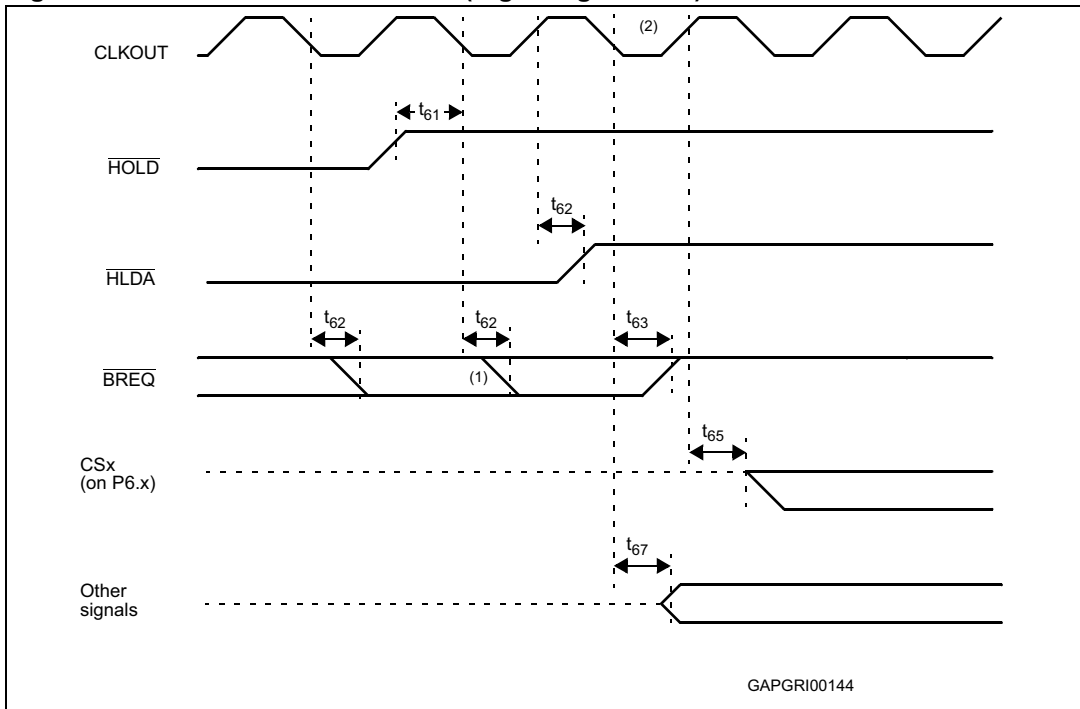 CLKOUT
(2)
t61
HOLD
t62
HLDA
t62
t62
t63
BREQ
(1)
t65
CSx
(on P6.x)
t67
Other
signals
GAPGRI00144